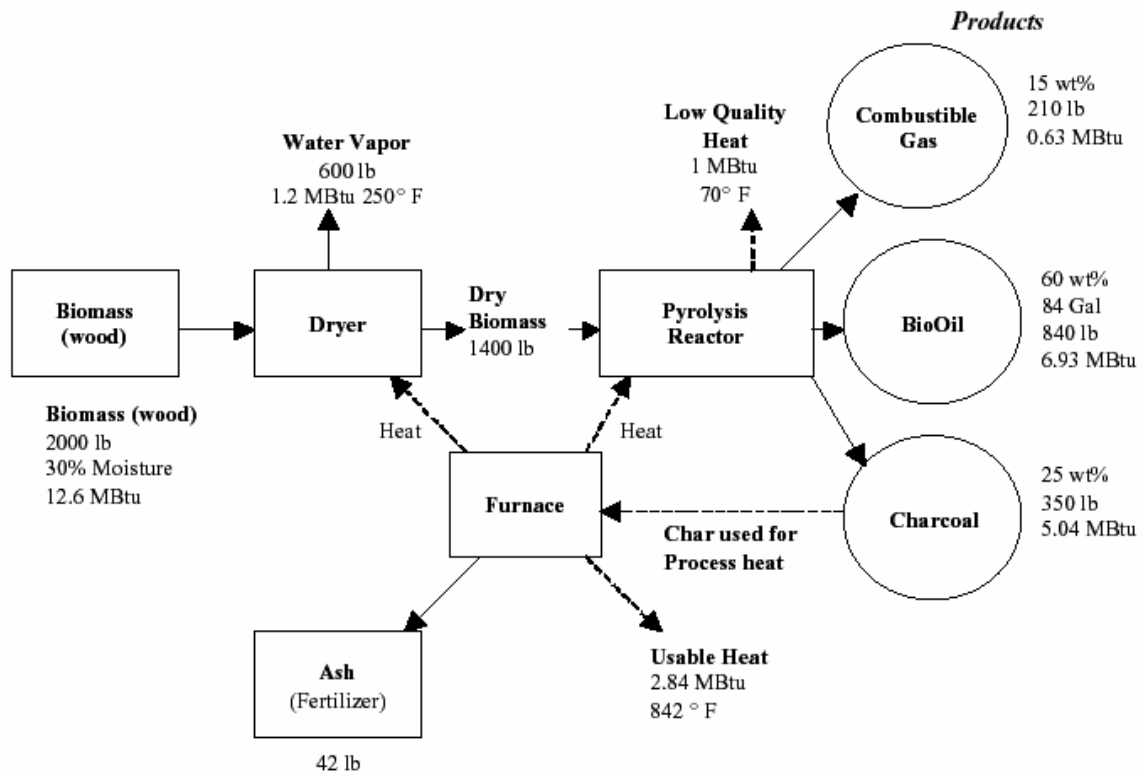 Products
15 wt%
210 lb
0.63 MBtu
Combustible
Gas
Low Quality
Heat
1 MBtu
70° F
Water Vapor
600 lb
1.2 MBtu 250° F
Biomass
(wood)
Dryer
Dry
Biomass
1400 lb
Pyrolysis
Reactor
BioOil
60 wt%
84 Gal
840 lb
6.93 MBtu
Biomass (wood)
2000 lb
30% Moisture
12.6 MBtu
Heat
Heat
Furnace
Char used for
Process heat
Charcoal
25 wt%
350 lb
5.04 MBtu
Ash
(Fertilizer)
42 lb
Usable Heat
2.84 MBtu
842 ° F